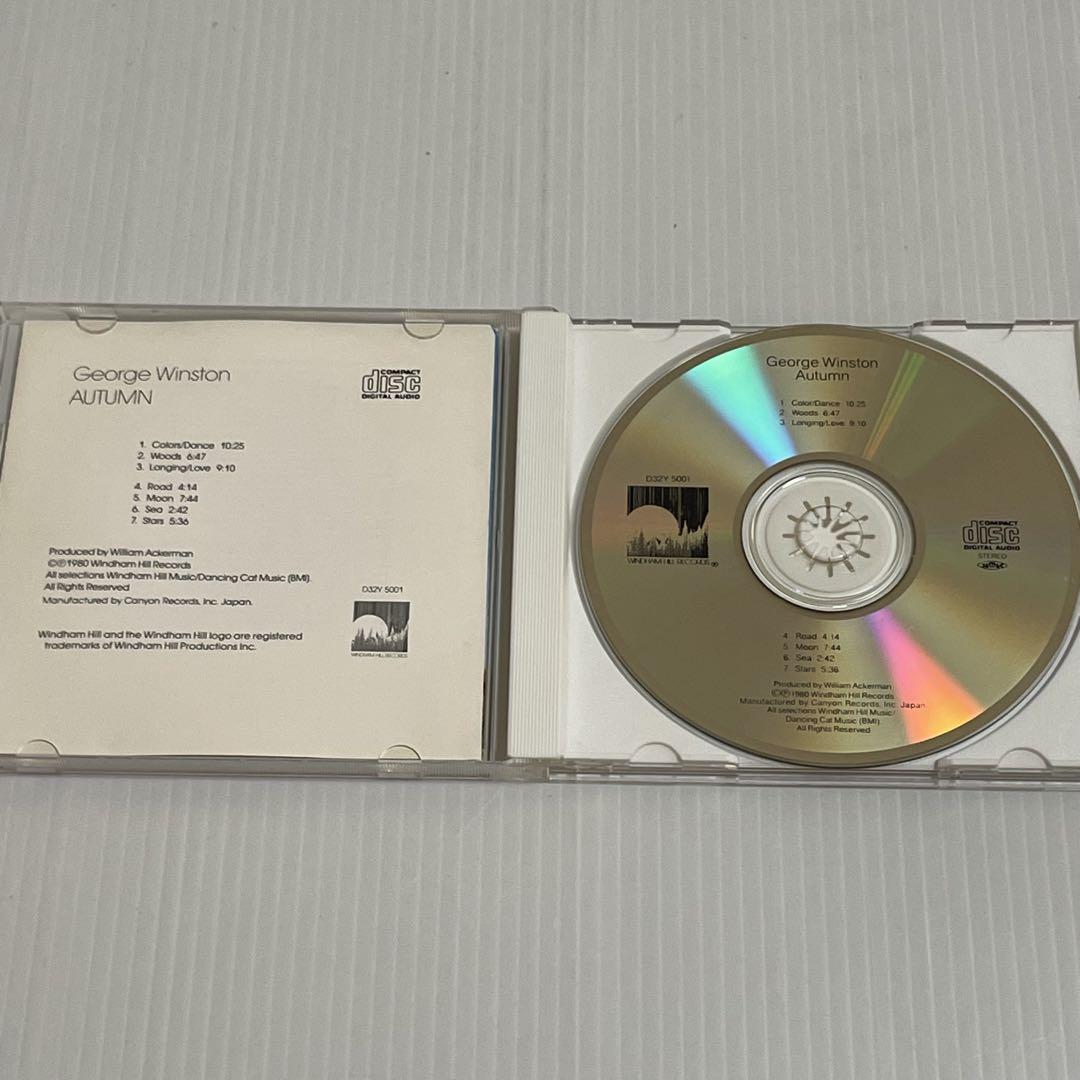 George Winston
AUTUMN
COMPACT
disc
DIGITAL AUDIO
1. Colors/Dance 10:25
2. Woods 6:47
3. Longing/Love 9:10
4. Road 4:14
5. Moon 7:44
6. Sea 2:42
7. Stars 5:36
Produced by William Ackerman
©Ⓟ1980 Windham Hill Records
All selections Windham Hill Music/Dancing Cat Music (BMI).
All Rights Reserved
Manufactured by Canyon Records, Inc. Japan.
D32Y 5001
WINDHAM HILL RECORDS
Windham Hill and the Windham Hill logo are registered
trademarks of Windham Hill Productions Inc.
George Winston
Autumn
1. Color/Dance 10:25
2. Woods 6:47
3. Longing/Love 9:10
D32Y 5001
WINDHAM HILL RECORDS ®
COMPACT
disc
DIGITAL AUDIO
STEREO
4. Road 4:14
5. Moon 7:44
6. Sea 2:42
7. Stars 5:36
Produced by William Ackerman
©Ⓟ1980 Windham Hill Records
Manufactured by Canyon Records, Inc. Japan.
All selections Windham Hill Music/
Dancing Cat Music (BMI)
All Rights Reserved